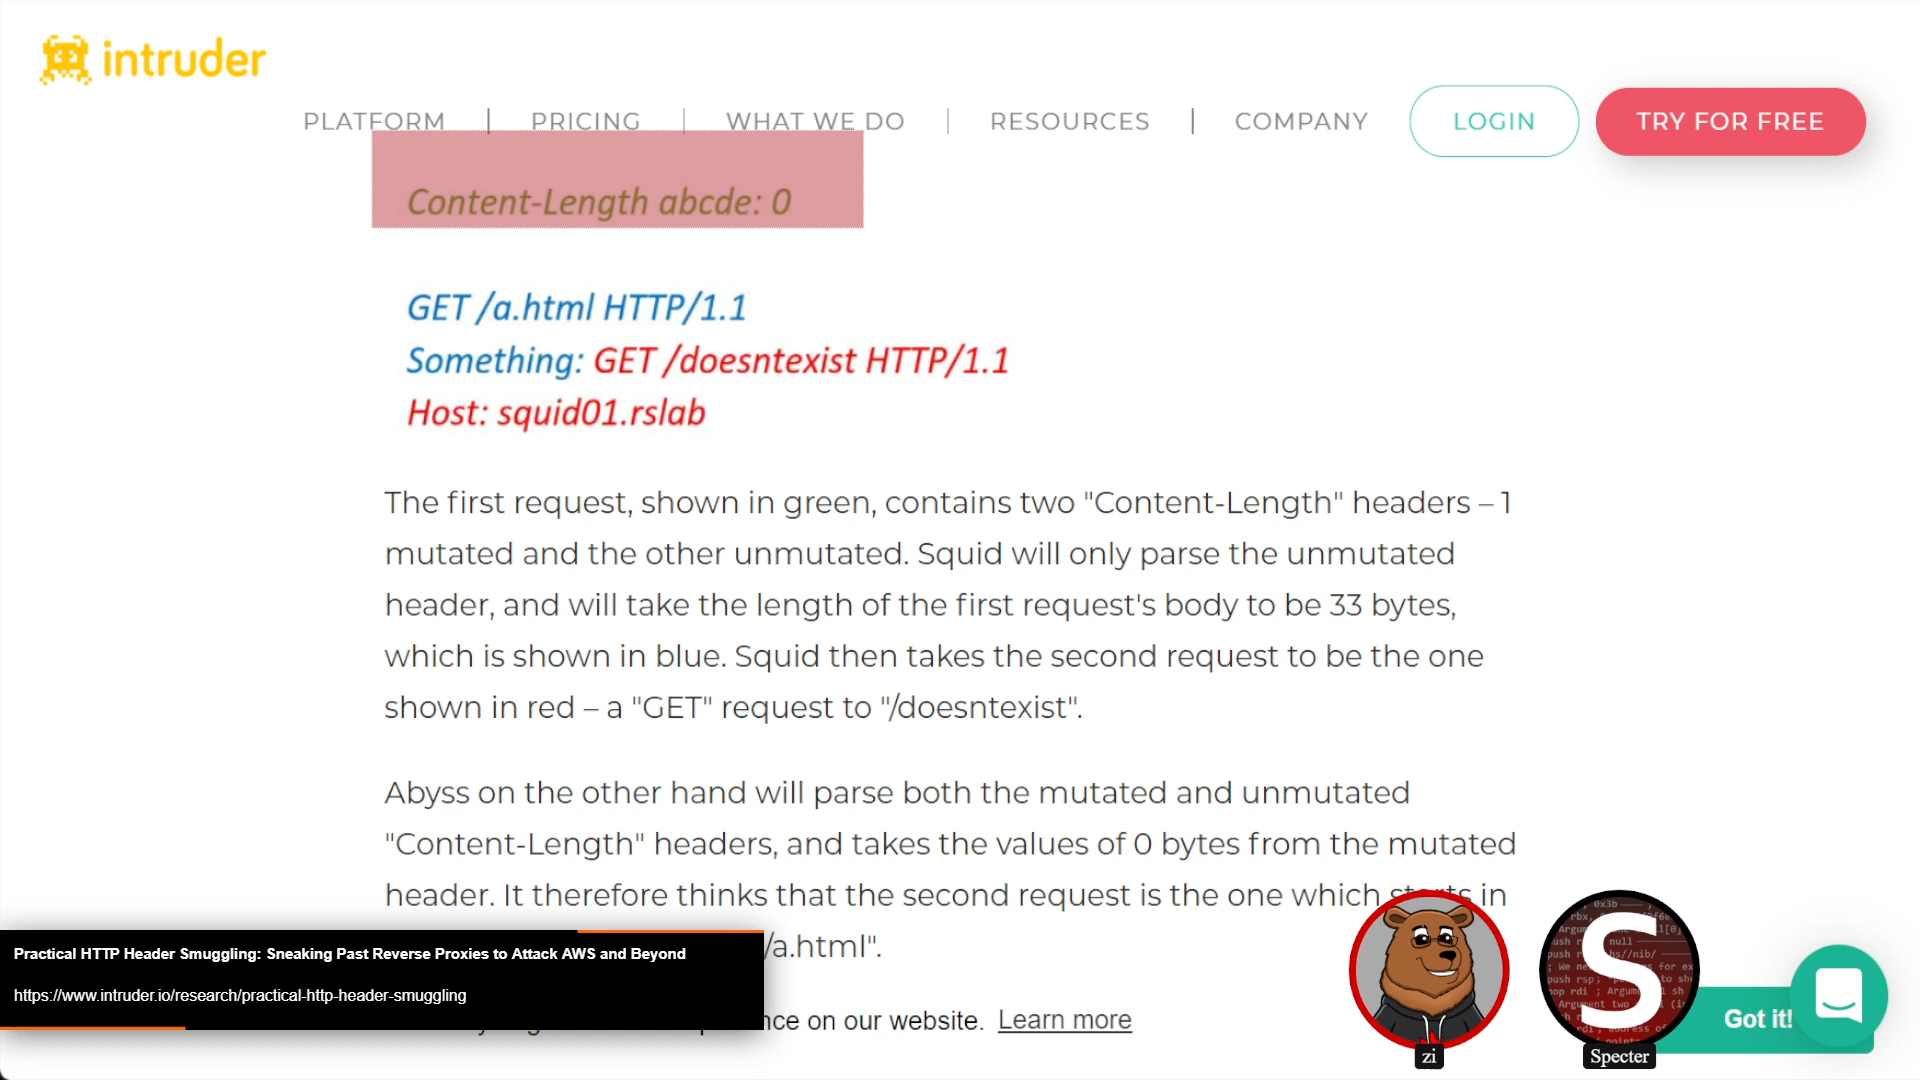 intruder
PLATFORM | PRICING | WHAT WE DO | RESOURCES | COMPANY LOGIN TRY FOR FREE
Content-Length abcde: 0
GET /a.html HTTP/1.1
Something: GET /doesntexist HTTP/1.1
Host: squid01.rslab
The first request, shown in green, contains two "Content-Length" headers – 1
mutated and the other unmutated. Squid will only parse the unmutated
header, and will take the length of the first request's body to be 33 bytes,
which is shown in blue. Squid then takes the second request to be the one
shown in red – a "GET" request to "/doesntexist".
Abyss on the other hand will parse both the mutated and unmutated
"Content-Length" headers, and takes the values of 0 bytes from the mutated
header. It therefore thinks that the second request is the one which starts in
/a.html".
Practical HTTP Header Smuggling: Sneaking Past Reverse Proxies to Attack AWS and Beyond
https://www.intruder.io/research/practical-http-header-smuggling
on our website. Learn more
Got it!
S
zi
Specter